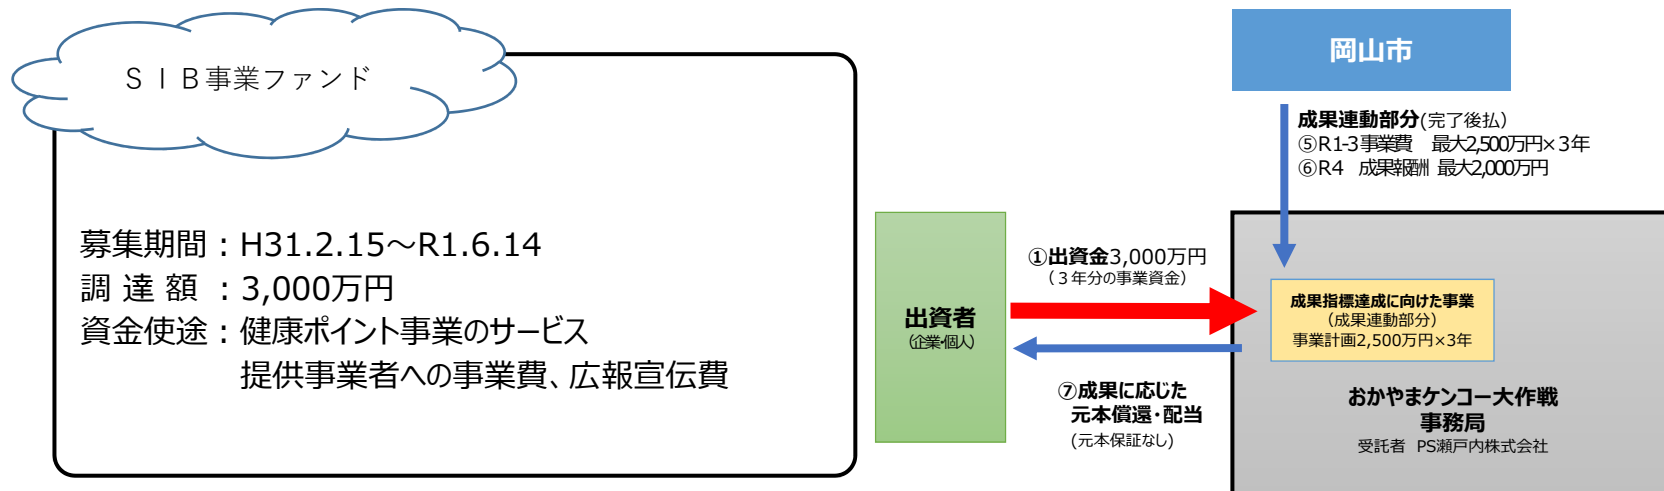 ＳＩＢ事業ファンド
募集期間：H31.2.15～R1.6.14
調 達 額 ：3,000万円
資金使途：健康ポイント事業のサービス
提供事業者への事業費、広報宣伝費
岡山市
成果連動部分(完了後払)
⑤R1-3事業費　最大2,500万円×３年
⑥R4　成果報酬 最大2,000万円
出資者
(企業・個人)
①出資金3,000万円
（３年分の事業資金）
⑦成果に応じた
元本償還・配当
(元本保証なし)
成果指標達成に向けた事業
（成果連動部分）
事業計画2,500万円×3年
おかやまケンコー大作戦
事務局
受託者　PS瀬戸内株式会社